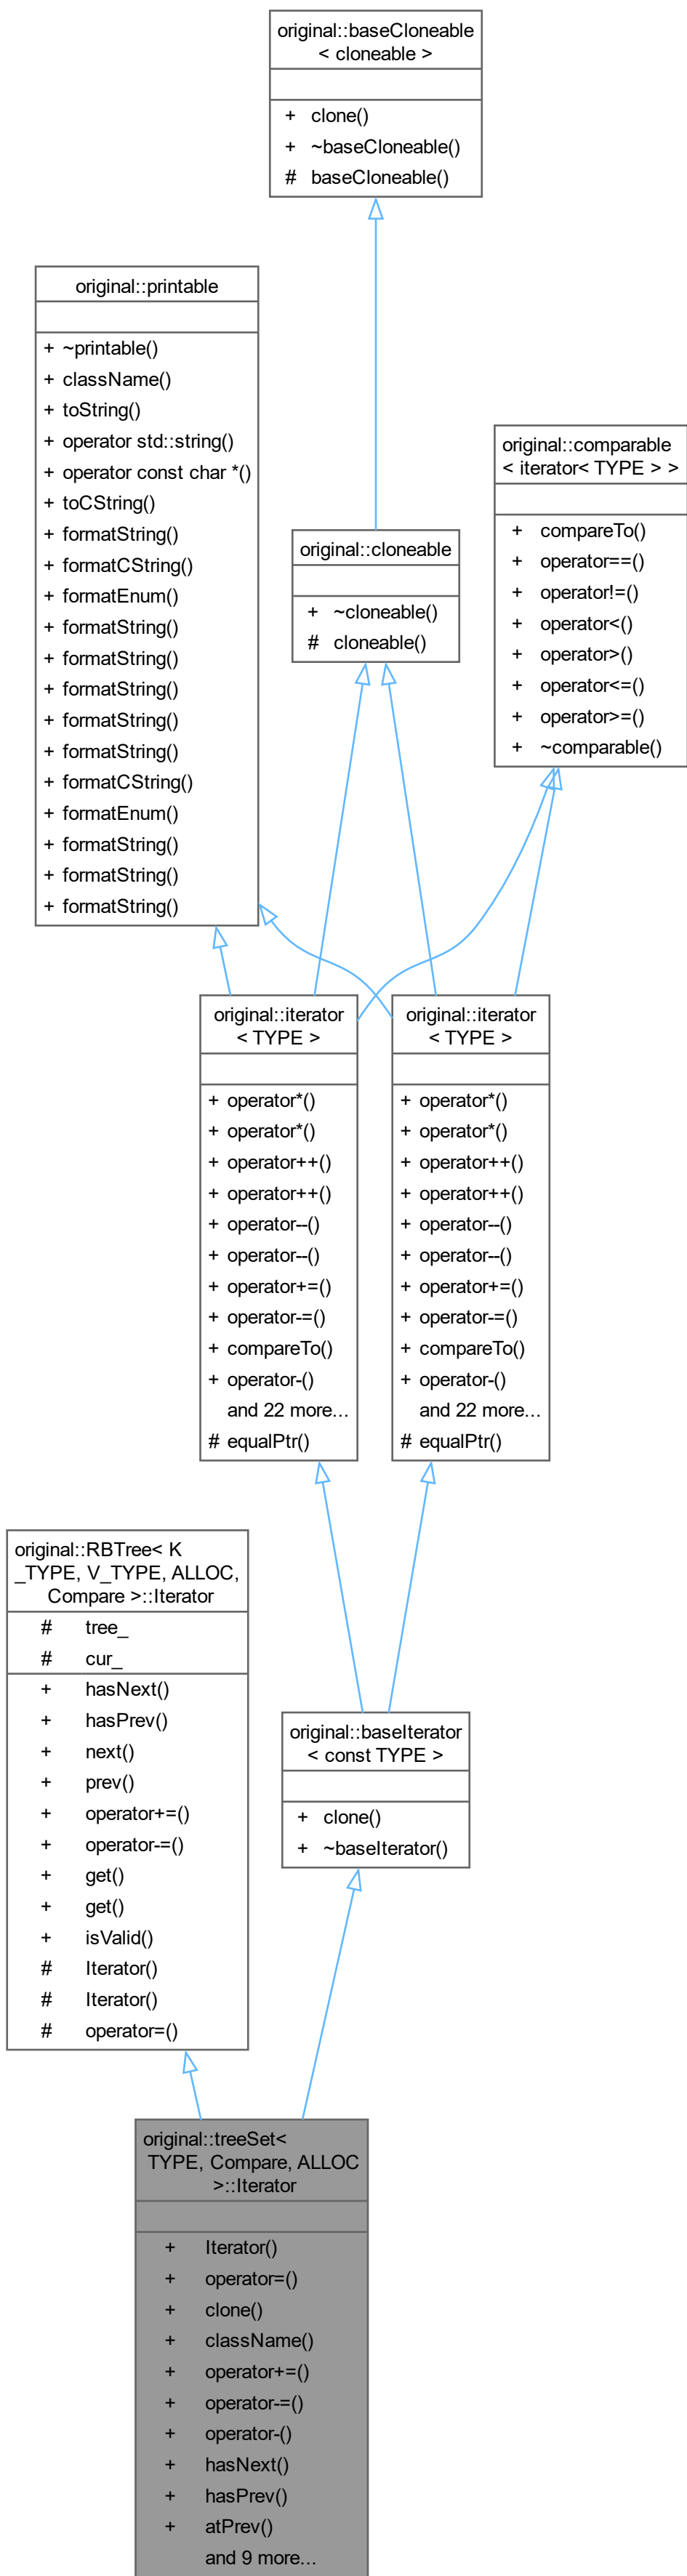 original::baseCloneable
< cloneable >
+ clone()
+ ~baseCloneable()
# baseCloneable()
original::printable
+ ~printable()
+ className()
+ toString()
+ operator std::string()
+ operator const char *()
+ toCString()
+ formatString()
+ formatCString()
+ formatEnum()
+ formatString()
+ formatString()
+ formatString()
+ formatString()
+ formatString()
+ formatCString()
+ formatEnum()
+ formatString()
+ formatString()
+ formatString()
original::comparable
< iterator< TYPE > >
+ compareTo()
+ operator==()
+ operator!=()
+ operator<()
+ operator>()
+ operator<=()
+ operator>=()
+ ~comparable()
original::cloneable
+ ~cloneable()
# cloneable()
original::iterator
< TYPE >
+ operator*()
+ operator*()
+ operator++()
+ operator++()
+ operator--()
+ operator--()
+ operator+=()
+ operator-=()
+ compareTo()
+ operator-()
and 22 more...
# equalPtr()
original::iterator
< TYPE >
+ operator*()
+ operator*()
+ operator++()
+ operator++()
+ operator--()
+ operator--()
+ operator+=()
+ operator-=()
+ compareTo()
+ operator-()
and 22 more...
# equalPtr()
original::RBTree< K
_TYPE, V_TYPE, ALLOC,
Compare >::Iterator
# tree_
# cur_
+ hasNext()
+ hasPrev()
+ next()
+ prev()
+ operator+=()
+ operator-=()
+ get()
+ get()
+ isValid()
# Iterator()
# Iterator()
# operator=()
original::baseIterator
< const TYPE >
+ clone()
+ ~baseIterator()
original::treeSet<
TYPE, Compare, ALLOC
>::Iterator
+ Iterator()
+ operator=()
+ clone()
+ className()
+ operator+=()
+ operator-=()
+ operator-()
+ hasNext()
+ hasPrev()
+ atPrev()
and 9 more...